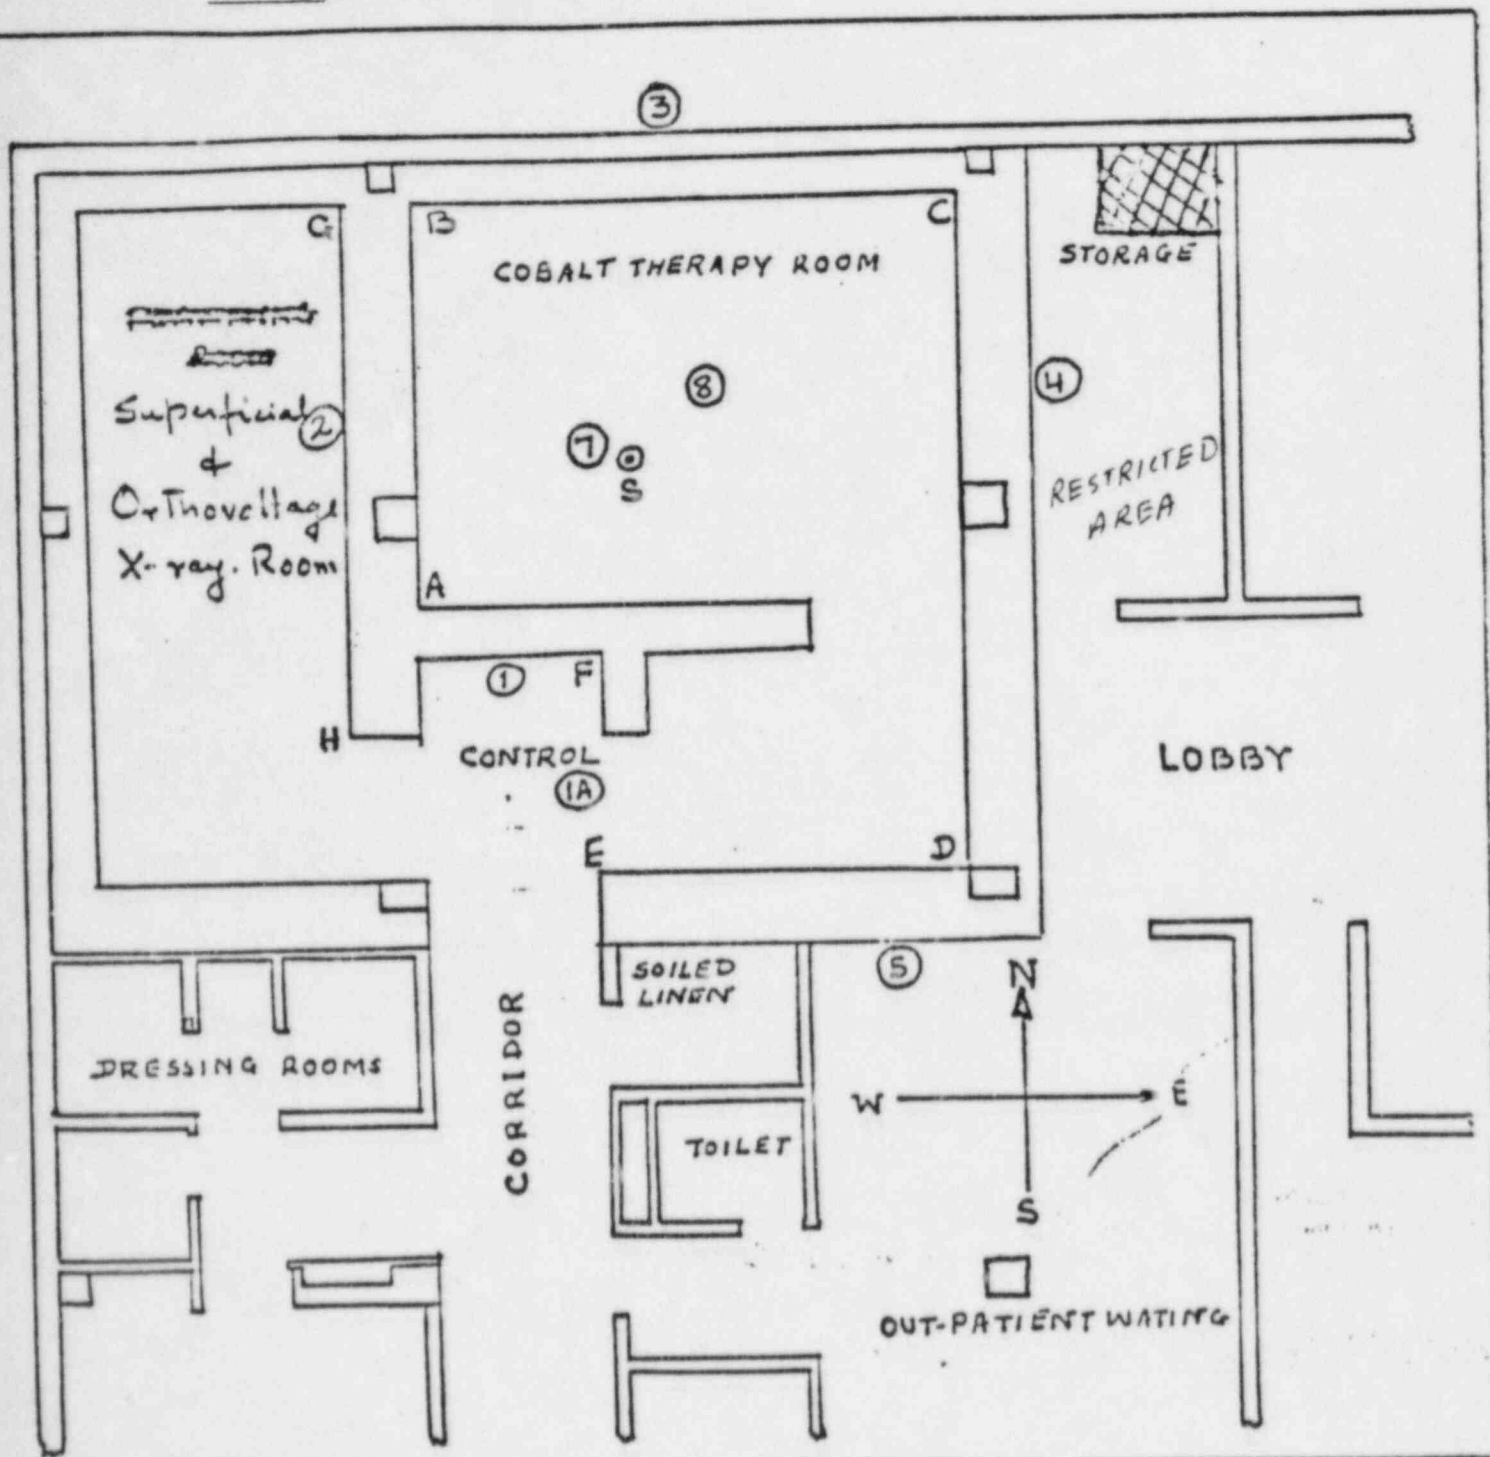 3
G
B
C
COBALT THERAPY ROOM
STORAGE
Superficial
&
Orthovoltage
X-ray. Room
2
8
7
S
4
RESTRICTED
AREA
A
1
F
H
CONTROL
1A
LOBBY
E
D
SOILED
LINEN
5
N
DRESSING ROOMS
CORRIDOR
W
E
TOILET
S
OUT-PATIENT WATING